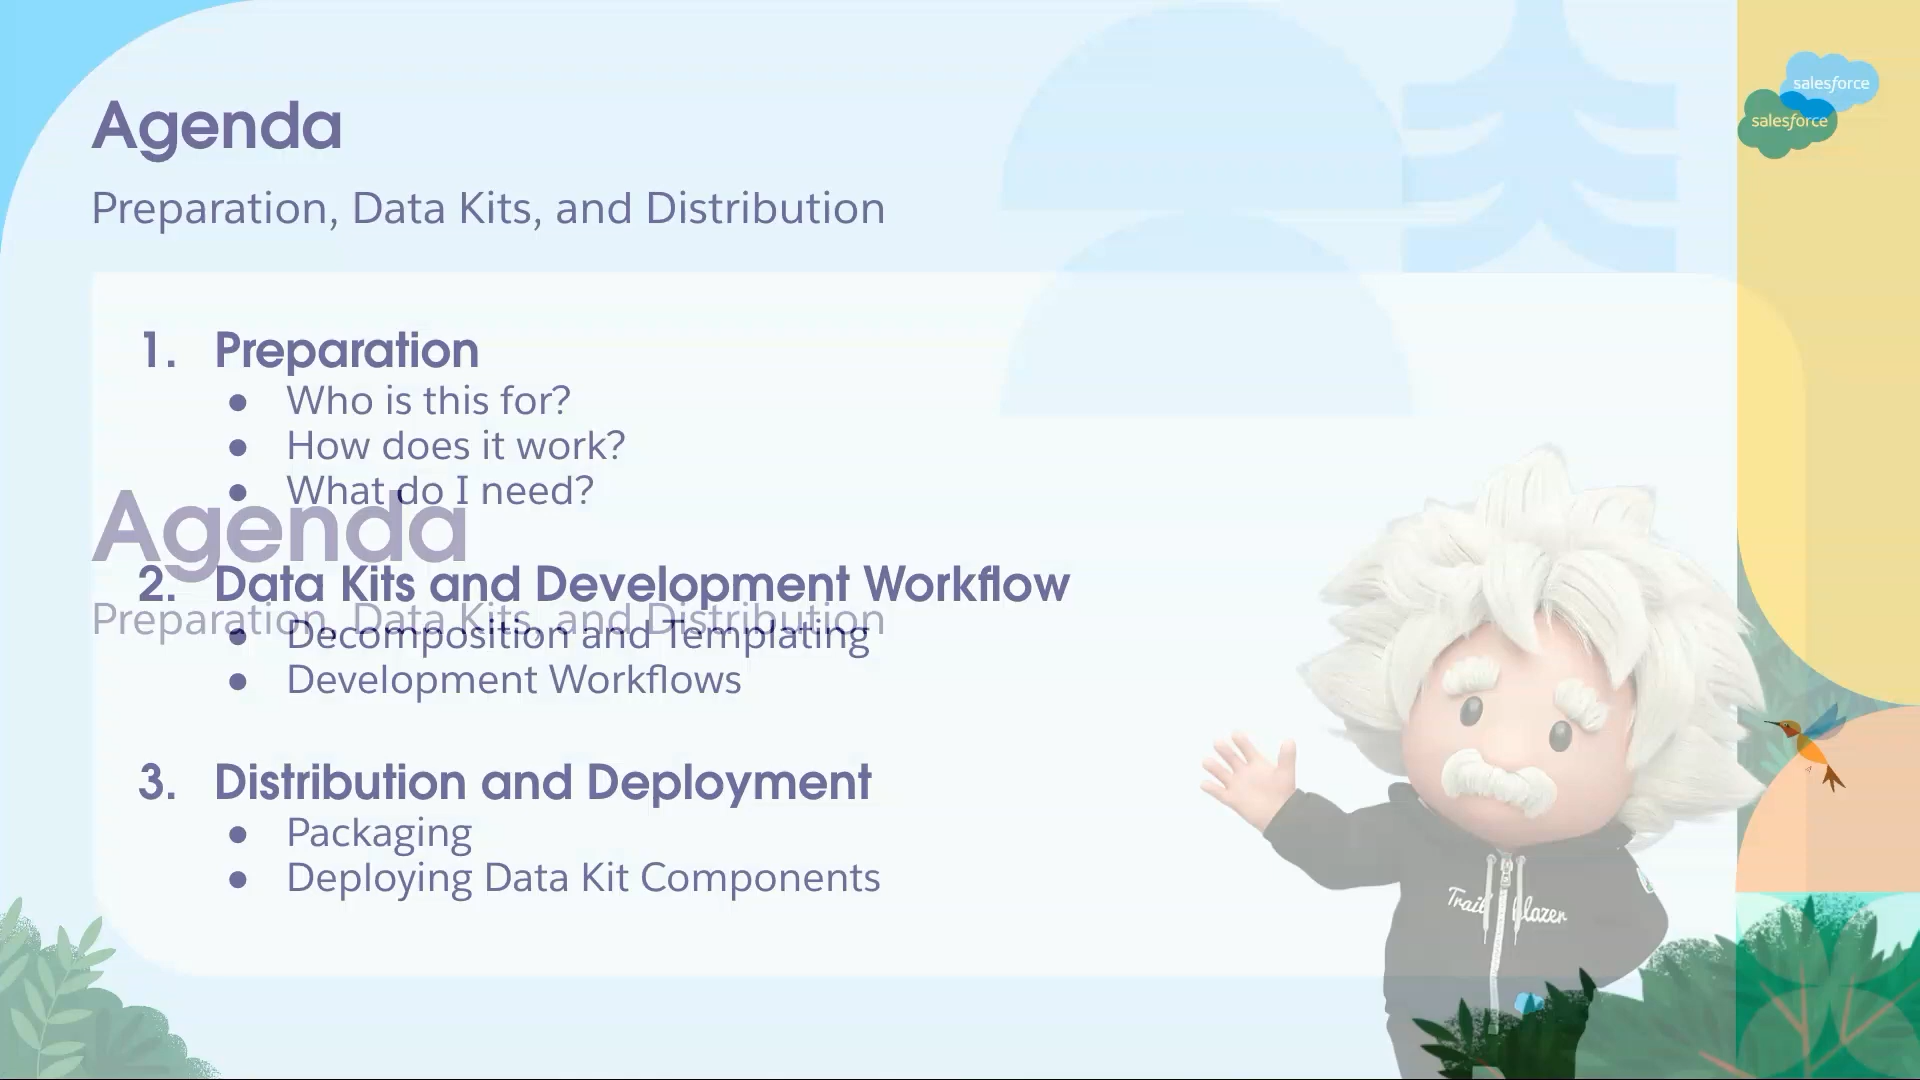 salesforce
salesforce
Agenda
Preparation, Data Kits, and Distribution
1. Preparation
● Who is this for?
● How does it work?
● What do I need?
Agenda
2. Data Kits and Development Workflow
Preparation, Data Kits, and Distribution
● Decomposition and Templating
● Development Workflows
3. Distribution and Deployment
● Packaging
● Deploying Data Kit Components
Trailblazer